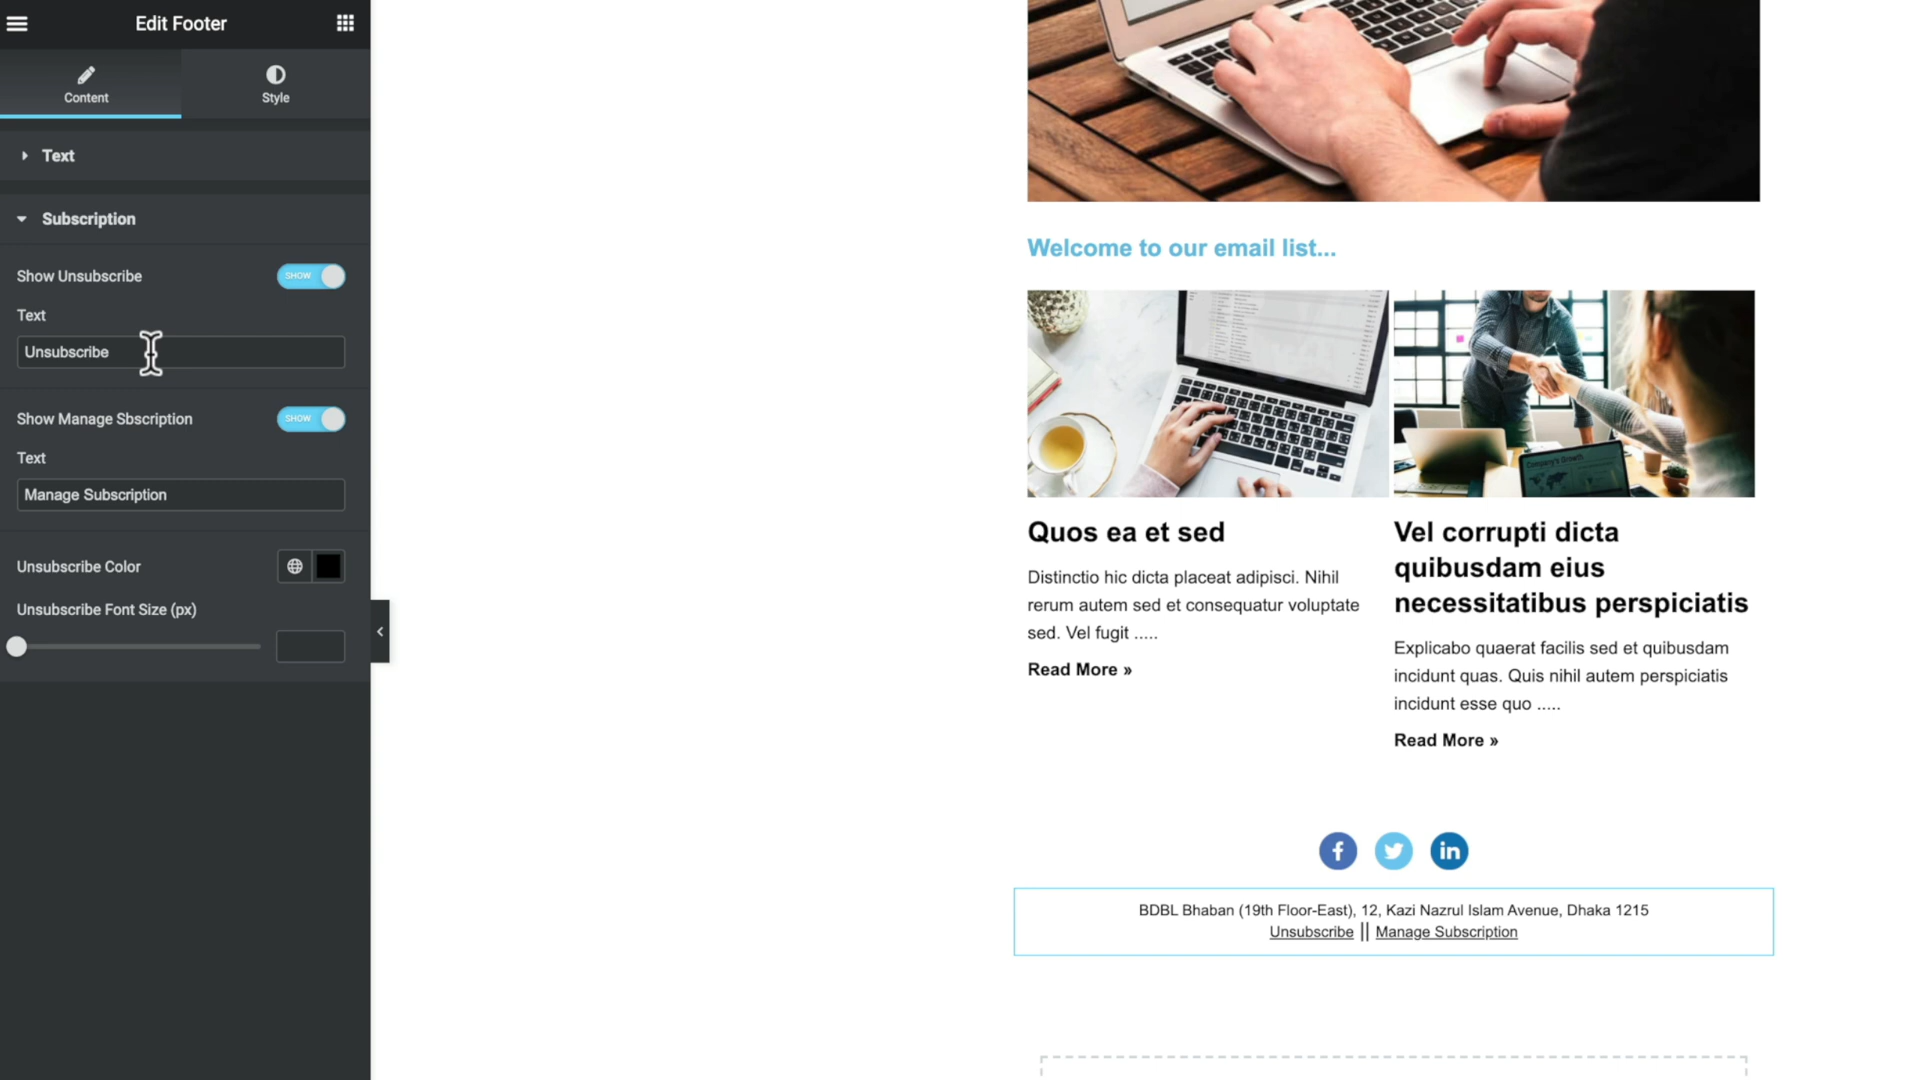 Edit Footer
Content
Style
Text
Subscription
Show Unsubscribe
SHOW
Text
Unsubscribe
Show Manage Sbscription
SHOW
Text
Manage Subscription
Unsubscribe Color
Unsubscribe Font Size (px)
Welcome to our email list...
Quos ea et sed
Distinctio hic dicta placeat adipisci. Nihil
rerum autem sed et consequatur voluptate
sed. Vel fugit .....
Read More »
Company's Growth
Vel corrupti dicta
quibusdam eius
necessitatibus perspiciatis
Explicabo quaerat facilis sed et quibusdam
incidunt quas. Quis nihil autem perspiciatis
incidunt esse quo .....
Read More »
f
in
BDBL Bhaban (19th Floor-East), 12, Kazi Nazrul Islam Avenue, Dhaka 1215
Unsubscribe || Manage Subscription